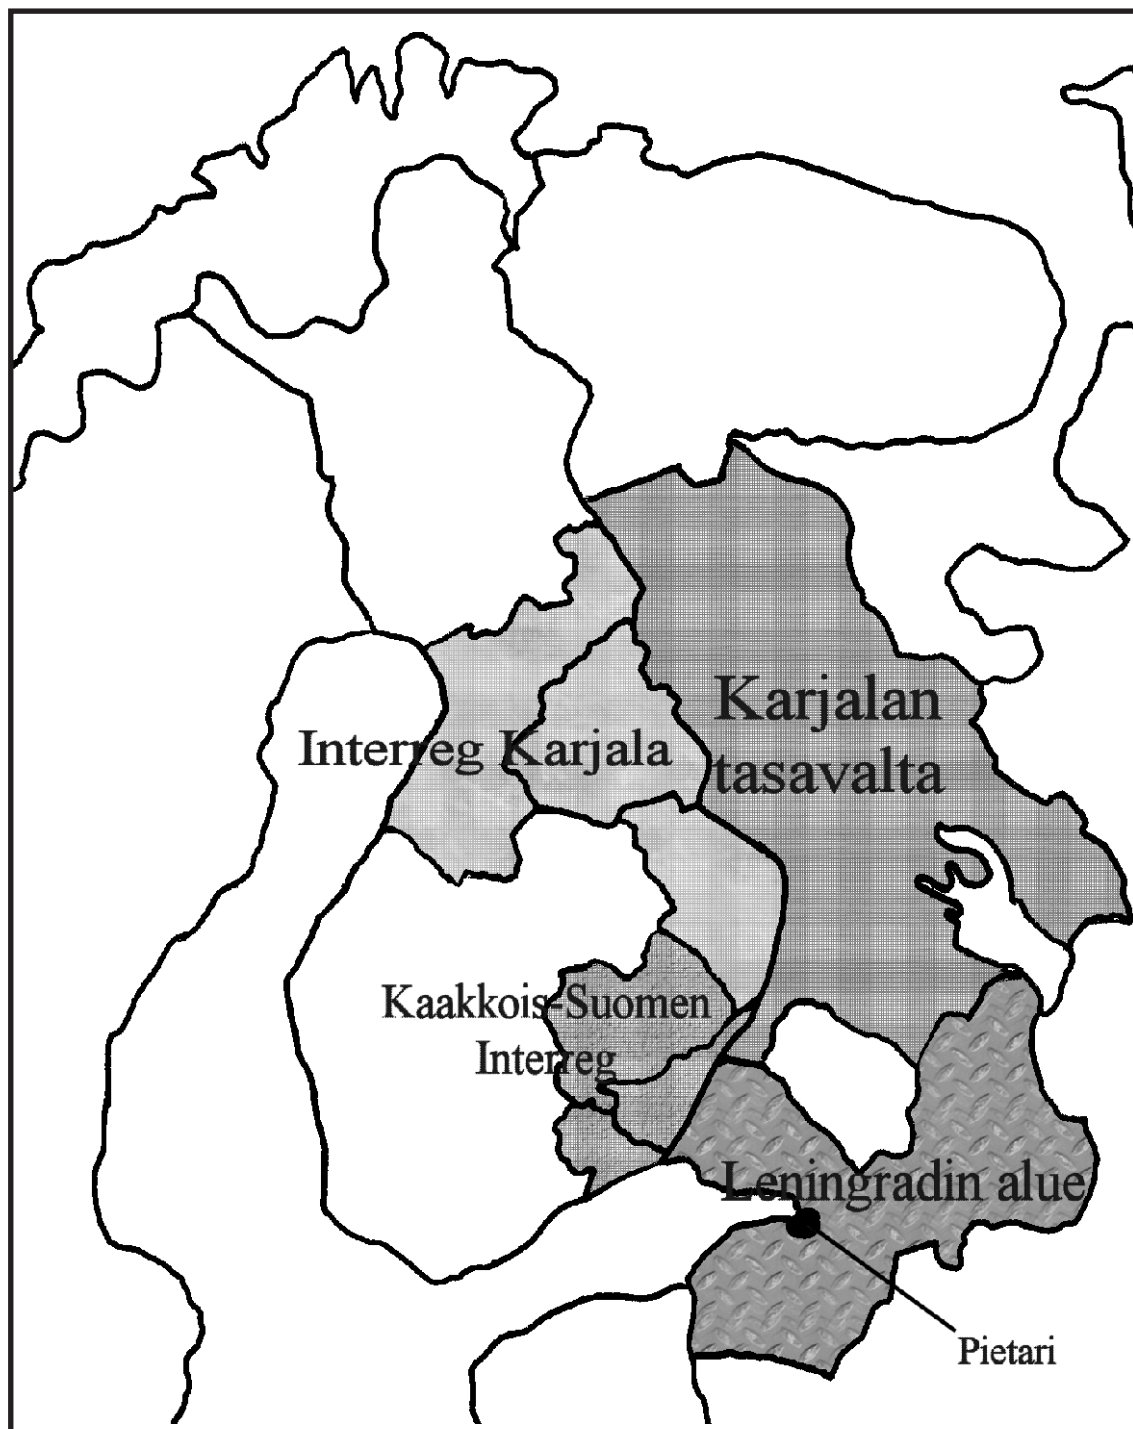 Karjalan
tasavalta
Interreg Karjala
Kaakkois-Suomen
Interreg
Leningradin alue
Pietari